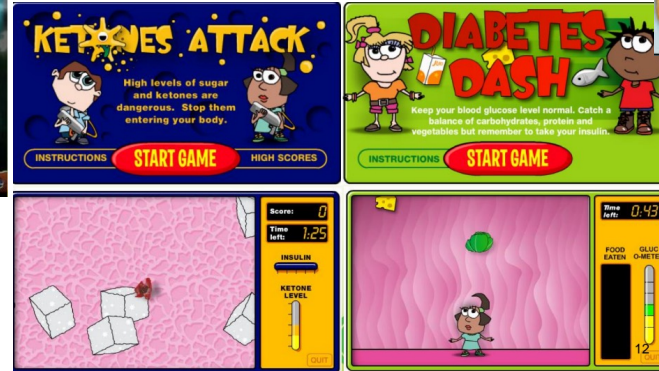 KETONES ATTACK
High levels of sugar
and ketones are
dangerous. Stop them
entering your body.
INSTRUCTIONS
START GAME
HIGH SCORES
DIABETES
DASH
Keep your blood glucose level normal. Catch a
balance of carbohydrates, protein and
vegetables but remember to take your insulin.
INSTRUCTIONS
START GAME
Score: 0
Time
left: 1:25
INSULIN
KETONE
LEVEL
QUIT
Time
left: 0:43
FOOD
EATEN
GLUC
O-METE
12